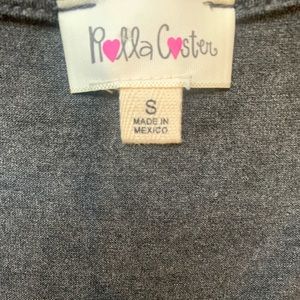 Rolla Coster
S
MADE IN
MEXICO